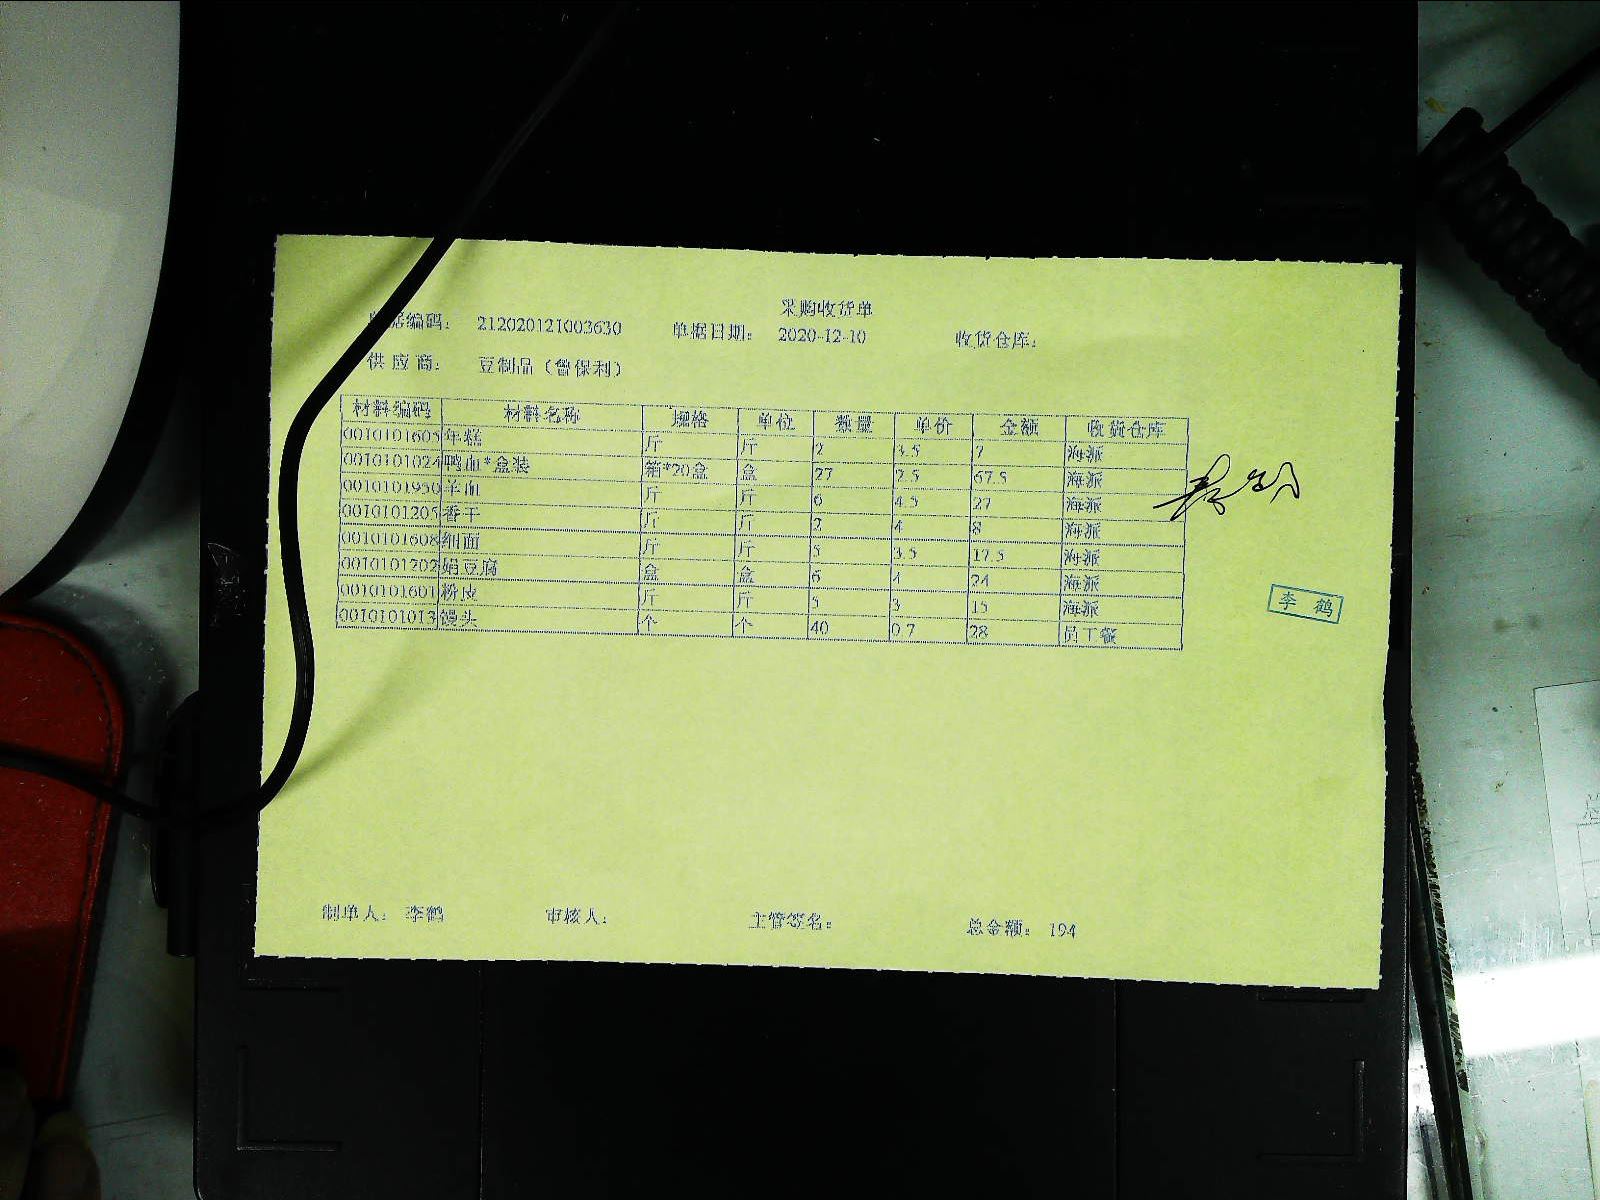 采购收货单
单据编码： 212020121003630 单据日期： 2020-12-10 收货仓库：
供 应 商： 豆制品（鲁保利）
材料编码 材料名称 规格 单位 数量 单价 金额 收货仓库
0010101605 年糕 斤 斤 2 3.5 7 海派
0010101024 鸭血*盒装 箱*20盒 盒 27 2.5 67.5 海派
0010101950 羊血 斤 斤 6 4.5 27 海派
0010101205 香干 斤 斤 2 4 8 海派
0010101608 细面 斤 斤 5 3.5 17.5 海派
0010101202 绢豆腐 盒 盒 6 4 24 海派
0010101601 粉皮 斤 斤 5 3 15 海派
0010101013 馒头 个 个 40 0.7 28 员工餐
李 鹤
制单人： 李鹤 审核人： 主管签名： 总金额： 194